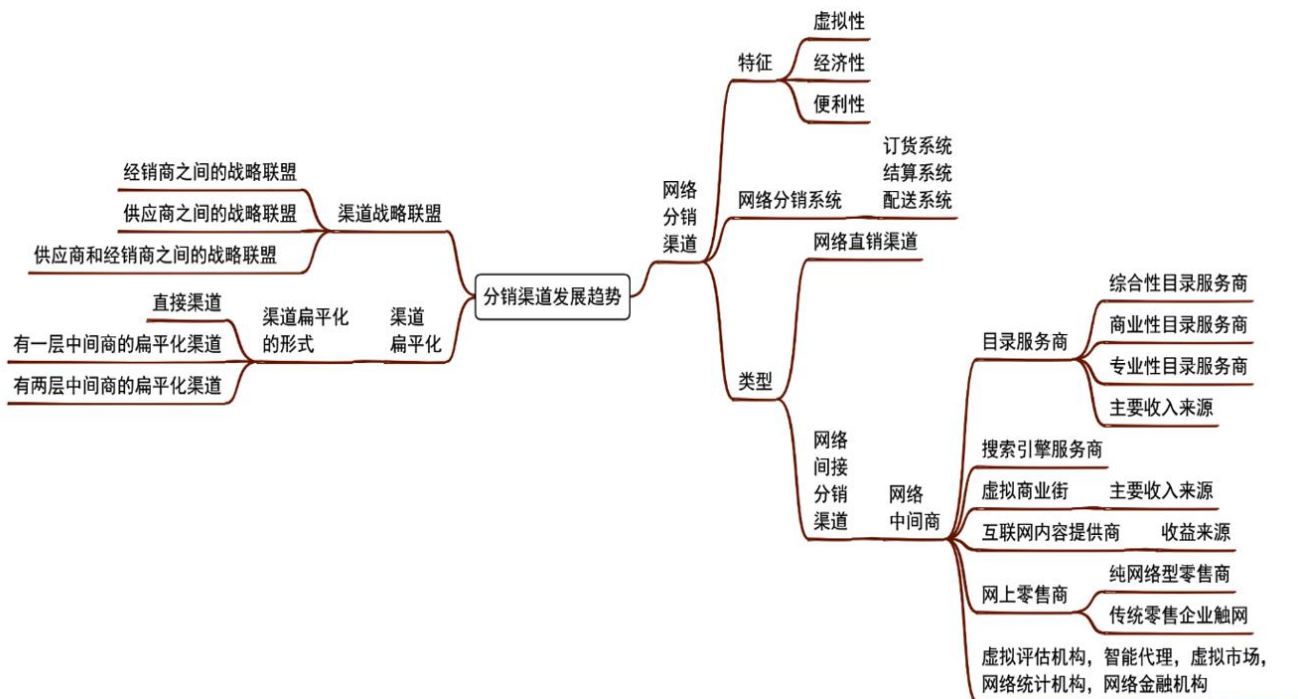 分销渠道发展趋势
渠道战略联盟
经销商之间的战略联盟
供应商之间的战略联盟
供应商和经销商之间的战略联盟
渠道
扁平化
渠道扁平化
的形式
直接渠道
有一层中间商的扁平化渠道
有两层中间商的扁平化渠道
网络
分销
渠道
特征
虚拟性
经济性
便利性
网络分销系统
订货系统
结算系统
配送系统
类型
网络直销渠道
网络
间接
分销
渠道
网络
中间商
目录服务商
综合性目录服务商
商业性目录服务商
专业性目录服务商
主要收入来源
搜索引擎服务商
虚拟商业街
主要收入来源
互联网内容提供商
收益来源
网上零售商
纯网络型零售商
传统零售企业触网
虚拟评估机构，智能代理，虚拟市场，
网络统计机构，网络金融机构